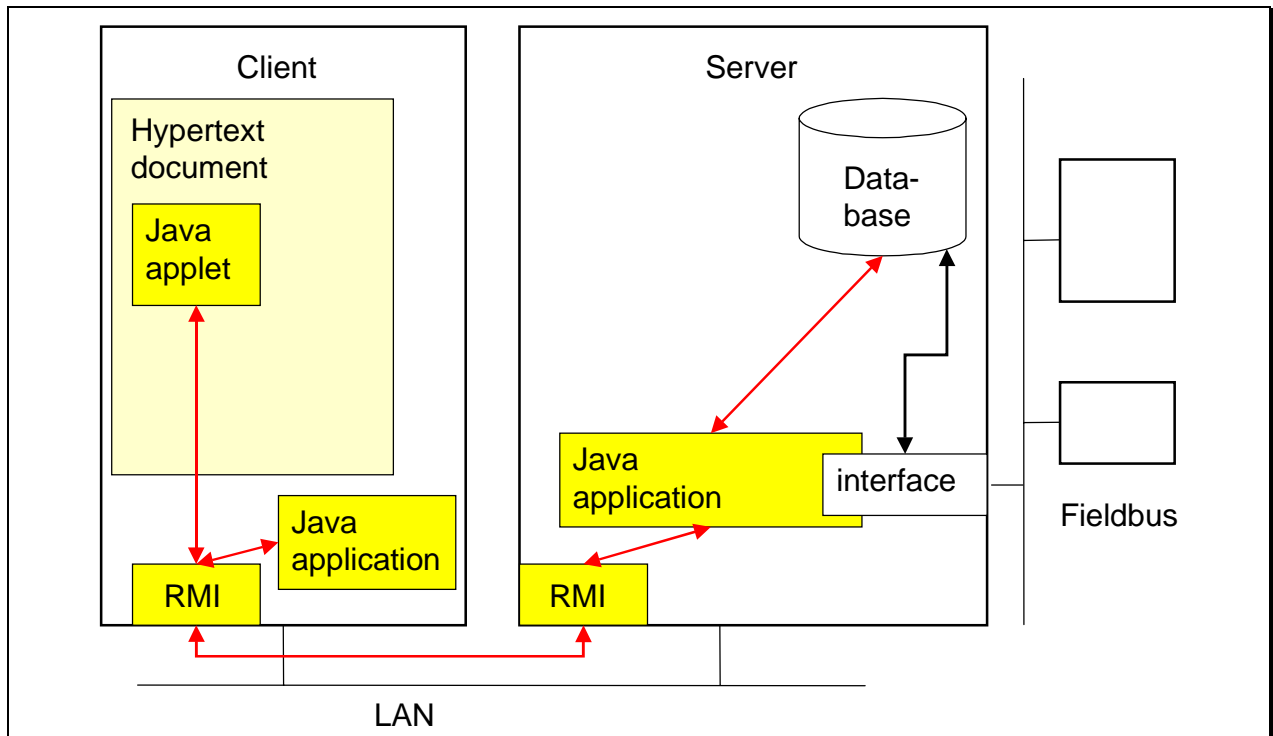 Client
Hypertext
document
Java
applet
Java
application
RMI
Server
Data-
base
Java
application
interface
RMI
Fieldbus
LAN